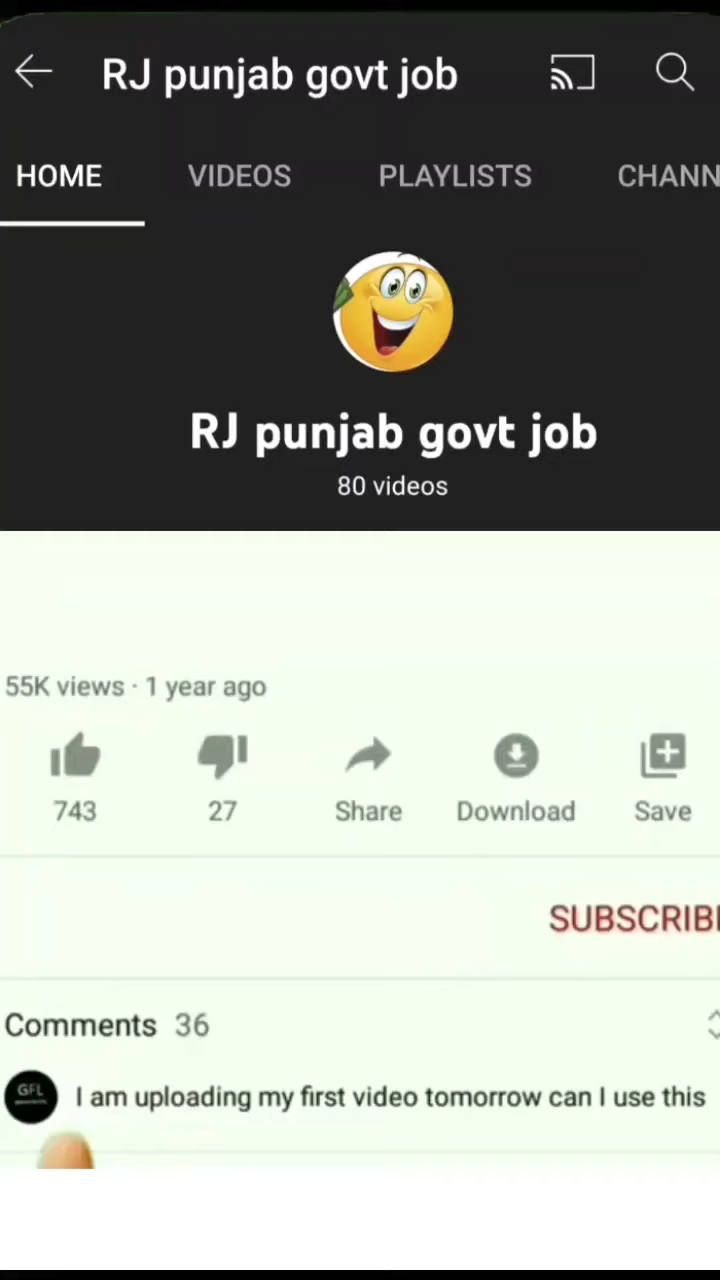 RJ punjab govt job
HOME VIDEOS PLAYLISTS CHANN
RJ punjab govt job
80 videos
55K views · 1 year ago
743 27 Share Download Save
SUBSCRIBE
Comments 36
GFL
I am uploading my first video tomorrow can I use this